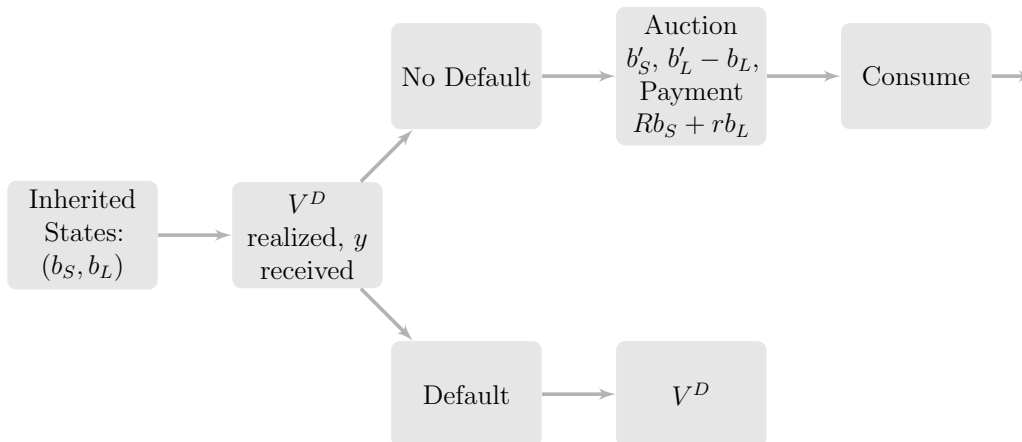 Inherited
States:
$(b_S, b_L)$
$V^D$
realized, $y$
received
No Default
Auction
$b'_S$, $b'_L - b_L$,
Payment
$Rb_S + rb_L$
Consume
Default
$V^D$